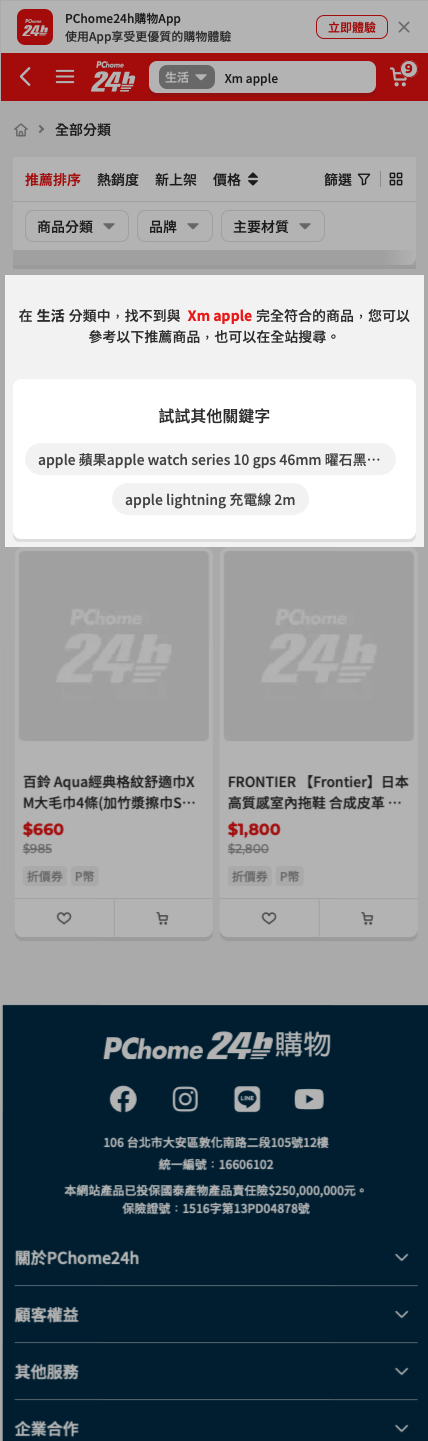 PChome24h購物App
使用App享受更優質的購物體驗
立即體驗
24h
PChome
24h
生活
Xm apple
9
全部分類
推薦排序
熱銷度
新上架
價格
篩選
商品分類
品牌
主要材質
在 生活 分類中，找不到與 Xm apple 完全符合的商品，您可以
參考以下推薦商品，也可以在全站搜尋。
試試其他關鍵字
apple 蘋果apple watch series 10 gps 46mm 曜石黑…
apple lightning 充電線 2m
PChome
24h
PChome
24h
百鈴 Aqua經典格紋舒適巾X
M大毛巾4條(加竹漿擦巾S…
$660
$985
折價券
P幣
FRONTIER 【Frontier】日本
高質感室內拖鞋 合成皮革 …
$1,800
$2,800
折價券
P幣
PChome 24h購物
LINE
106 台北市大安區敦化南路二段105號12樓
統一編號：16606102
本網站產品已投保國泰產物產品責任險$250,000,000元。
保險證號：1516字第13PD04878號
關於PChome24h
顧客權益
其他服務
企業合作